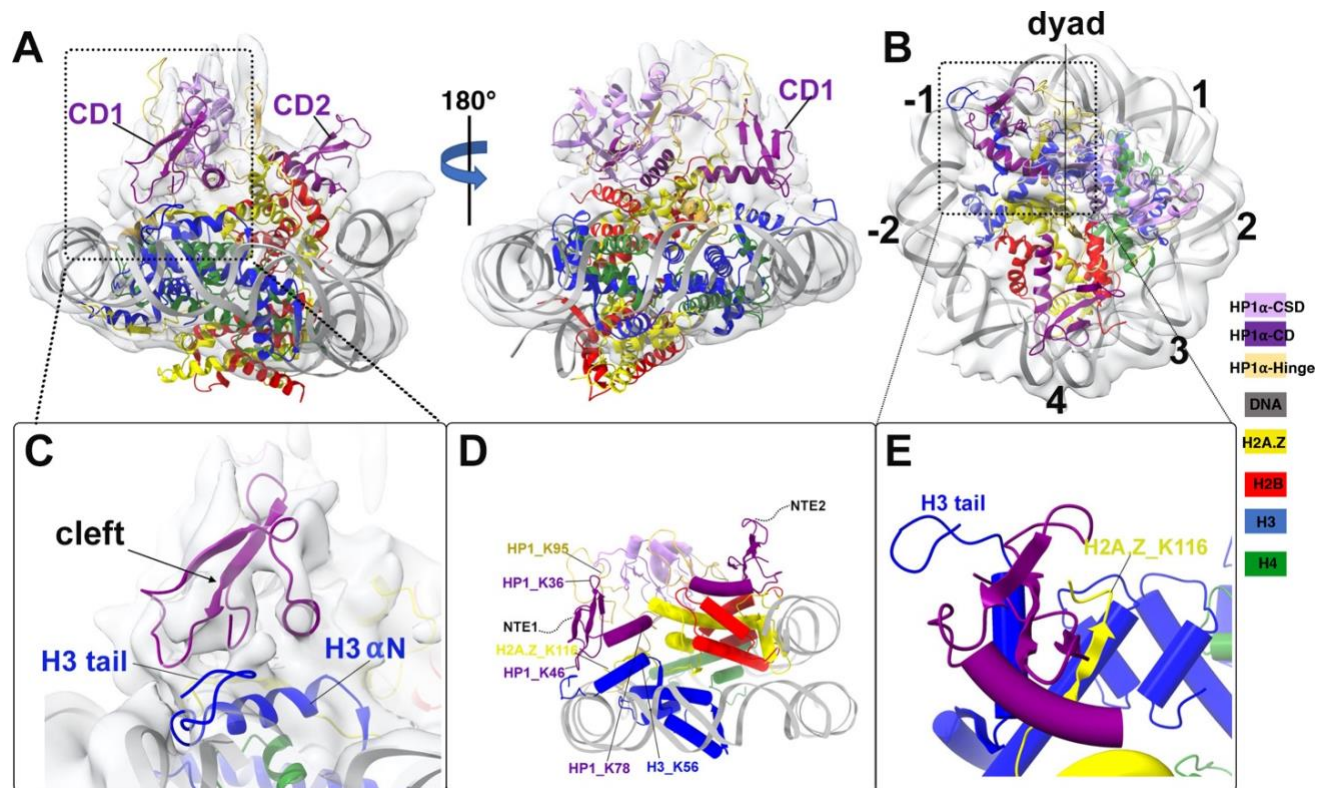 A
CD1
CD2
180°
CD1
B
dyad
-1
1
-2
2
3
4
HP1α-CSD
HP1α-CD
HP1α-Hinge
DNA
H2A.Z
H2B
H3
H4
C
cleft
H3 tail
H3 αN
D
NTE2
HP1_K95
HP1_K36
NTE1
H2A.Z_K116
HP1_K46
HP1_K78
H3_K56
E
H3 tail
H2A.Z_K116